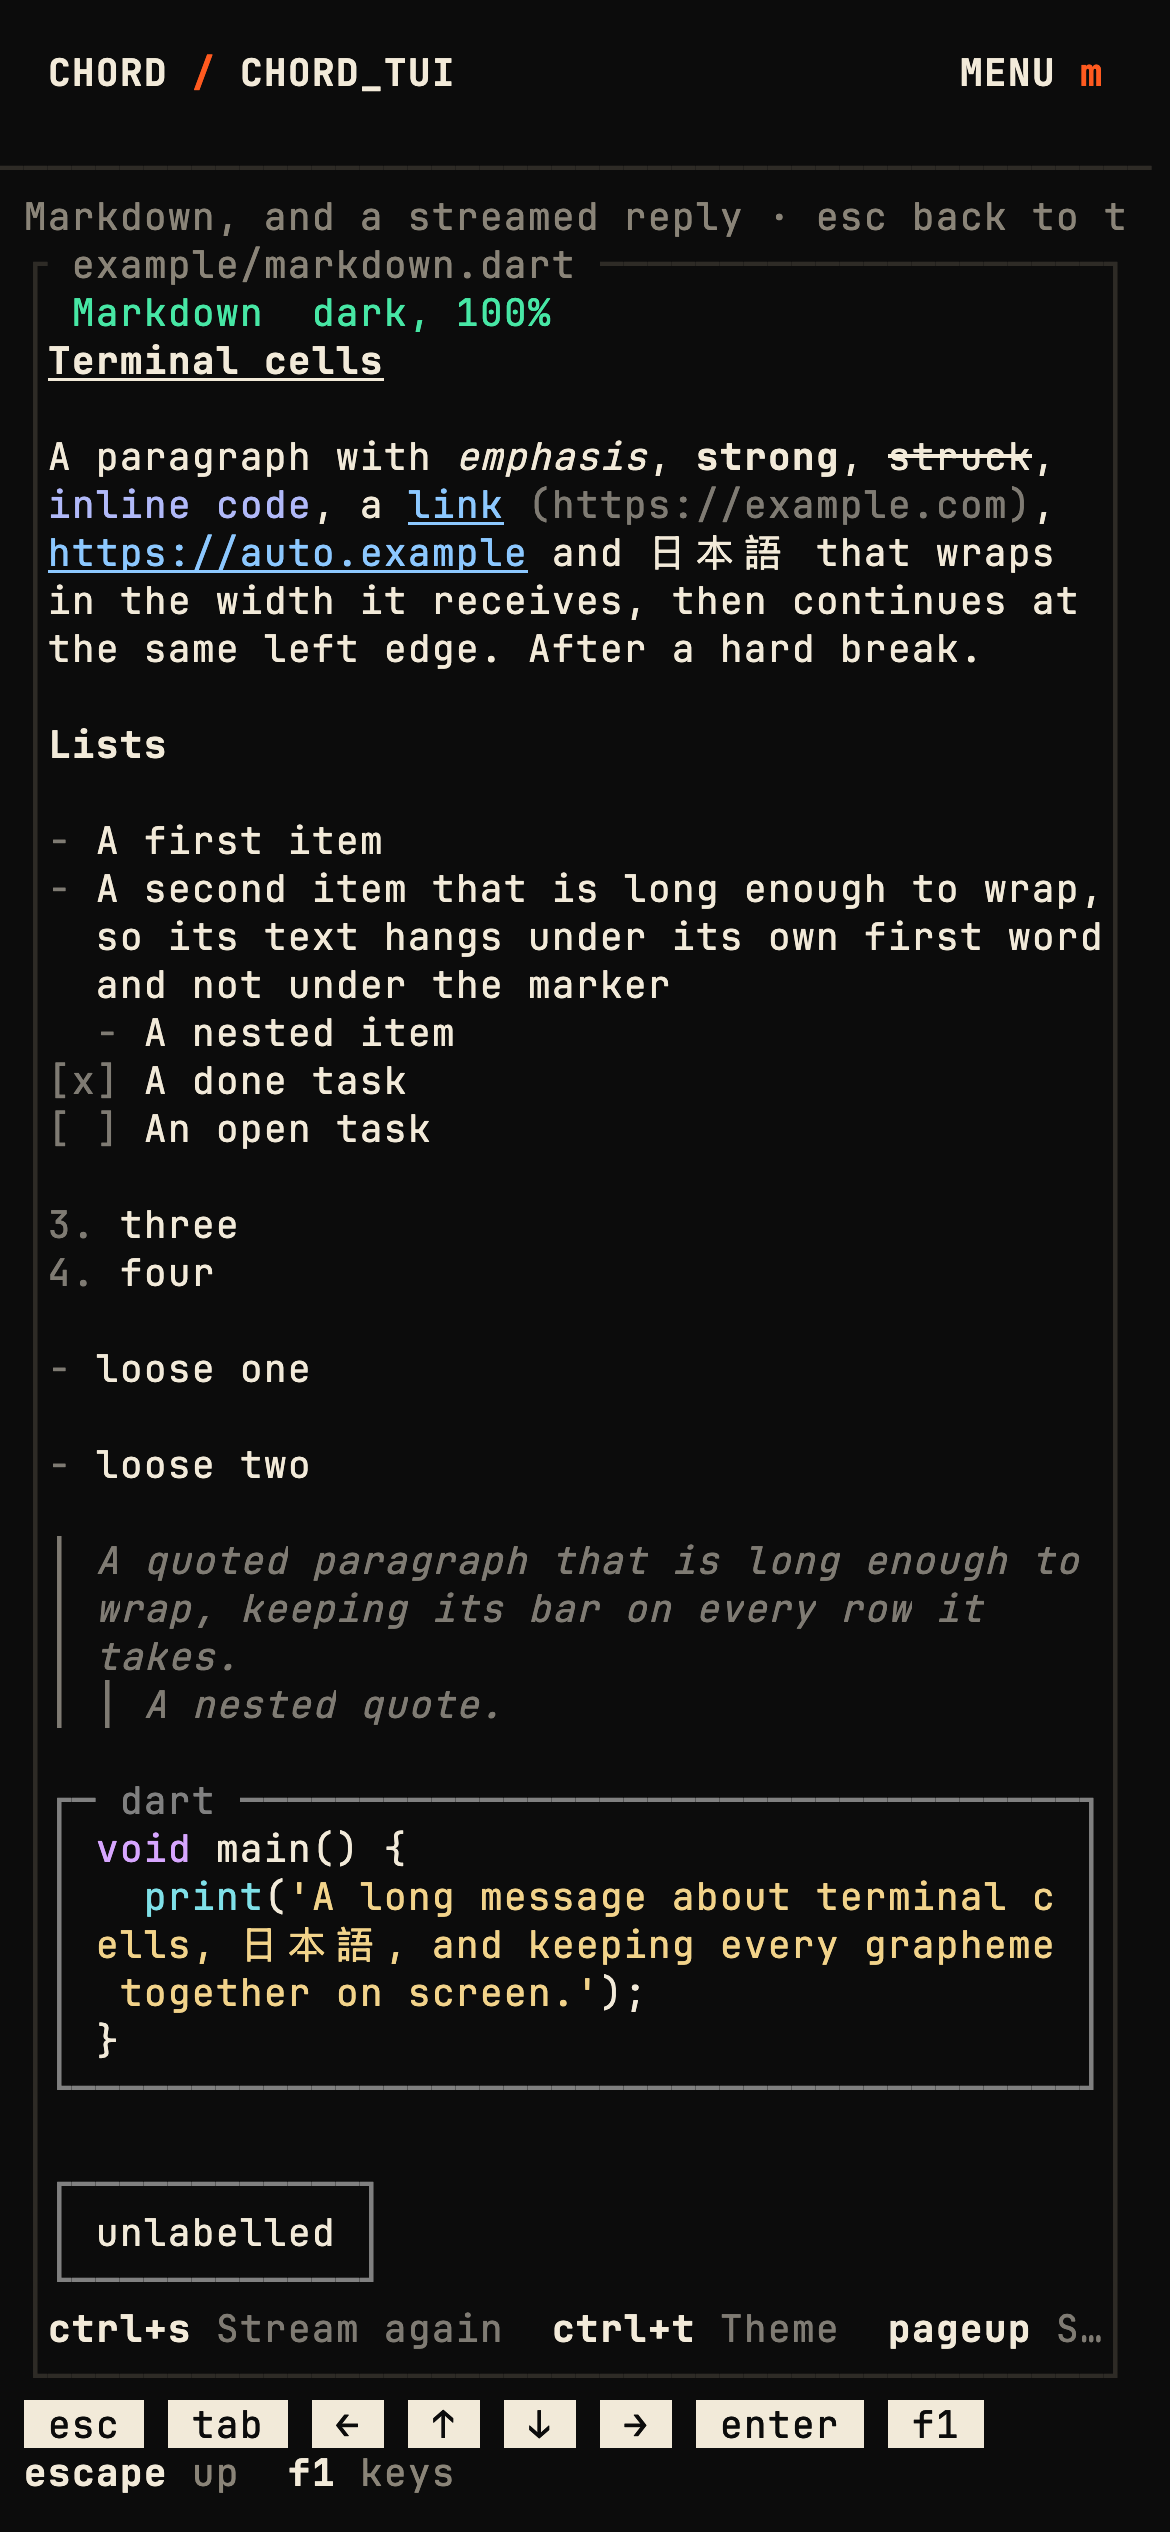 CHORD / CHORD_TUI
MENU m
Markdown, and a streamed reply · esc back to t
example/markdown.dart
Markdown  dark, 100%
Terminal cells
A paragraph with emphasis, strong, struck,
inline code, a link (https://example.com),
https://auto.example and 日本語 that wraps
in the width it receives, then continues at
the same left edge. After a hard break.
Lists
- A first item
- A second item that is long enough to wrap,
so its text hangs under its own first word
and not under the marker
- A nested item
[x] A done task
[ ] An open task
3. three
4. four
- loose one
- loose two
A quoted paragraph that is long enough to
wrap, keeping its bar on every row it
takes.
A nested quote.
dart
void main() {
print('A long message about terminal c
ells, 日本語, and keeping every grapheme
together on screen.');
}
unlabelled
ctrl+s Stream again  ctrl+t Theme  pageup S…
esc tab ← ↑ ↓ → enter f1
escape up  f1 keys